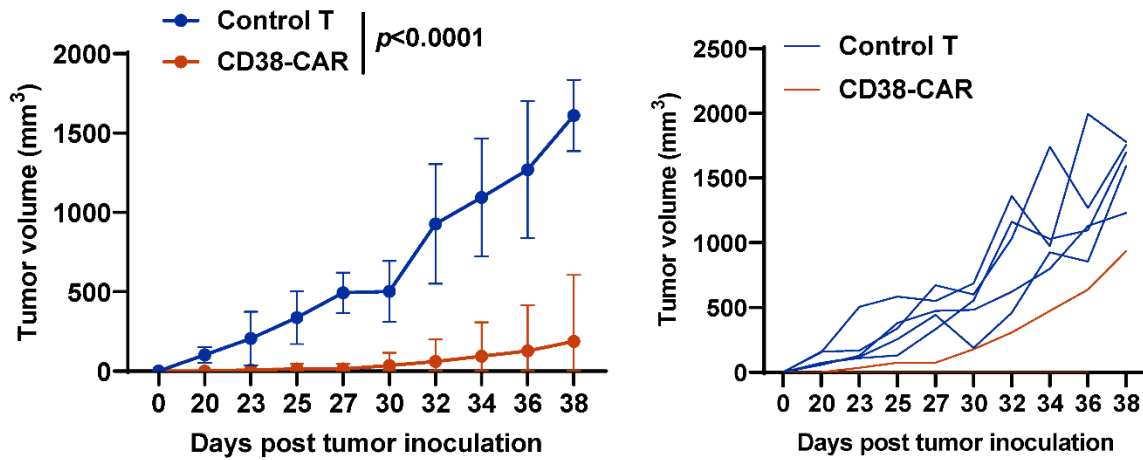 Control T
CD38-CAR
p<0.0001
Tumor volume (mm³)
2000
1500
1000
500
0
0 20 23 25 27 30 32 34 36 38
Days post tumor inoculation
Control T
CD38-CAR
Tumor volume (mm³)
2500
2000
1500
1000
500
0
0 20 23 25 27 30 32 34 36 38
Days post tumor inoculation